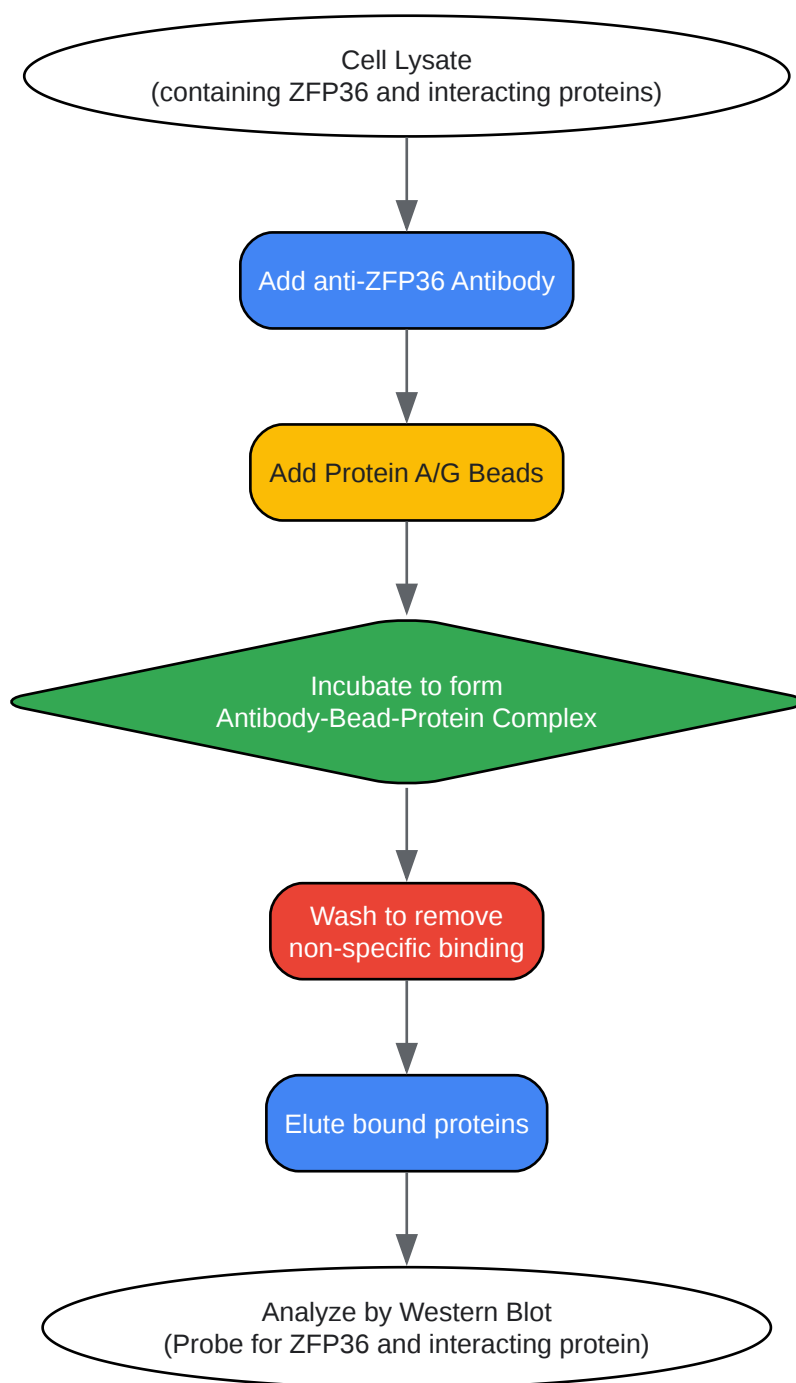 Cell Lysate
(containing ZFP36 and interacting proteins)
Add anti-ZFP36 Antibody
Add Protein A/G Beads
Incubate to form
Antibody-Bead-Protein Complex
Wash to remove
non-specific binding
Elute bound proteins
Analyze by Western Blot
(Probe for ZFP36 and interacting protein)